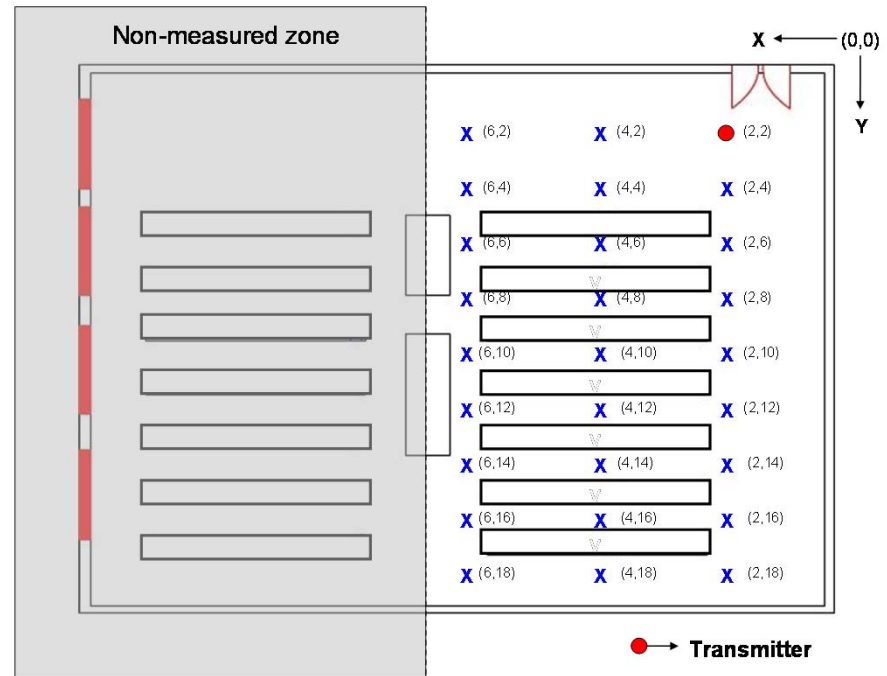 Non-measured zone
X (0,0)
Y
X (6,2) X (4,2) (2,2)
X (6,4) X (4,4) X (2,4)
X (6,6) X (4,6) X (2,6)
V
X (6,8) X (4,8) X (2,8)
V
X (6,10) X (4,10) X (2,10)
V
X (6,12) X (4,12) X (2,12)
V
X (6,14) X (4,14) X (2,14)
V
X (6,16) X (4,16) X (2,16)
V
X (6,18) X (4,18) X (2,18)
Transmitter